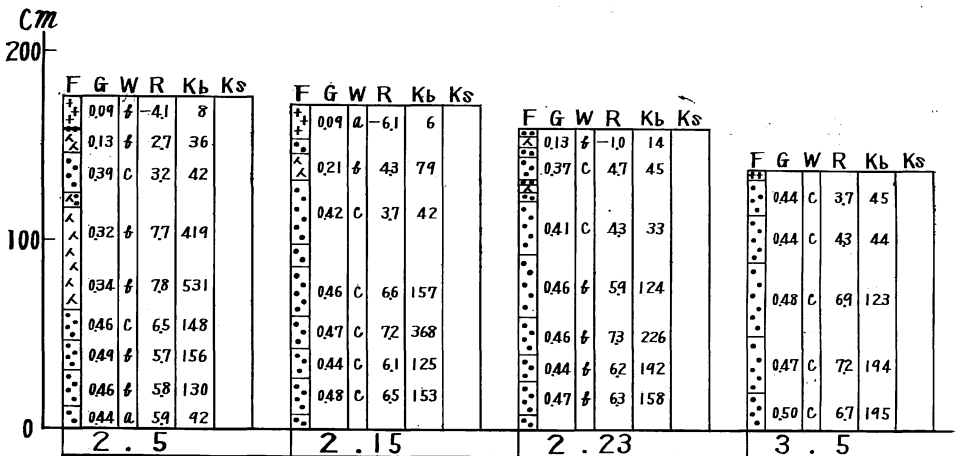 cm
200
100
0
F G W R Kb Ks
0.09 b -4.1 8
0.13 b 2.7 36
0.39 c 3.2 42
0.32 b 7.7 419
0.34 b 7.8 531
0.46 c 6.5 148
0.49 b 5.7 156
0.46 b 5.8 130
0.44 a 5.9 92
2.5
F G W R Kb Ks
0.09 a -6.1 6
0.21 b 4.3 79
0.42 c 3.7 42
0.46 c 6.6 157
0.47 c 7.2 368
0.44 c 6.1 125
0.48 c 6.5 153
2.15
F G W R Kb Ks
0.13 b -1.0 14
0.37 c 4.7 45
0.41 c 4.3 33
0.46 b 5.9 124
0.46 b 7.3 226
0.44 b 6.2 192
0.47 b 6.3 158
2.23
F G W R Kb Ks
0.44 c 3.7 45
0.44 c 4.3 44
0.48 c 6.9 123
0.47 c 7.2 194
0.50 c 6.7 195
3.5